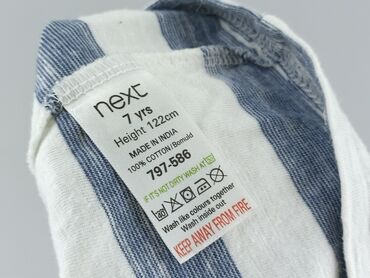 next
7 yrs
Height 122cm
MADE IN INDIA
100% COTTON/Bomuld
797-586
IF IT'S NOT DIRTY WASH AT
Wash like colours together
Wash inside out
KEEP AWAY FROM FIRE